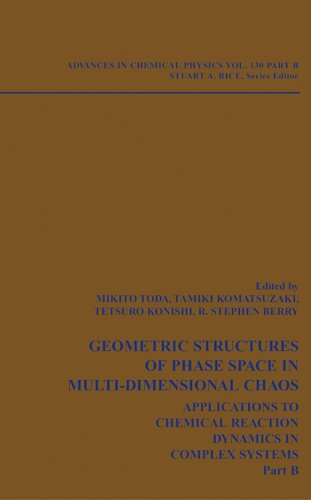 ADVANCES IN CHEMICAL PHYSICS VOL. 130 PART B
STUART A. RICE, Series Editor
Edited by
MIKITO TODA, TAMIKI KOMATSUZAKI,
TETSURO KONISHI, R. STEPHEN BERRY
GEOMETRIC STRUCTURES
OF PHASE SPACE IN
MULTI-DIMENSIONAL CHAOS
APPLICATIONS TO
CHEMICAL REACTION
DYNAMICS IN
COMPLEX SYSTEMS
Part B